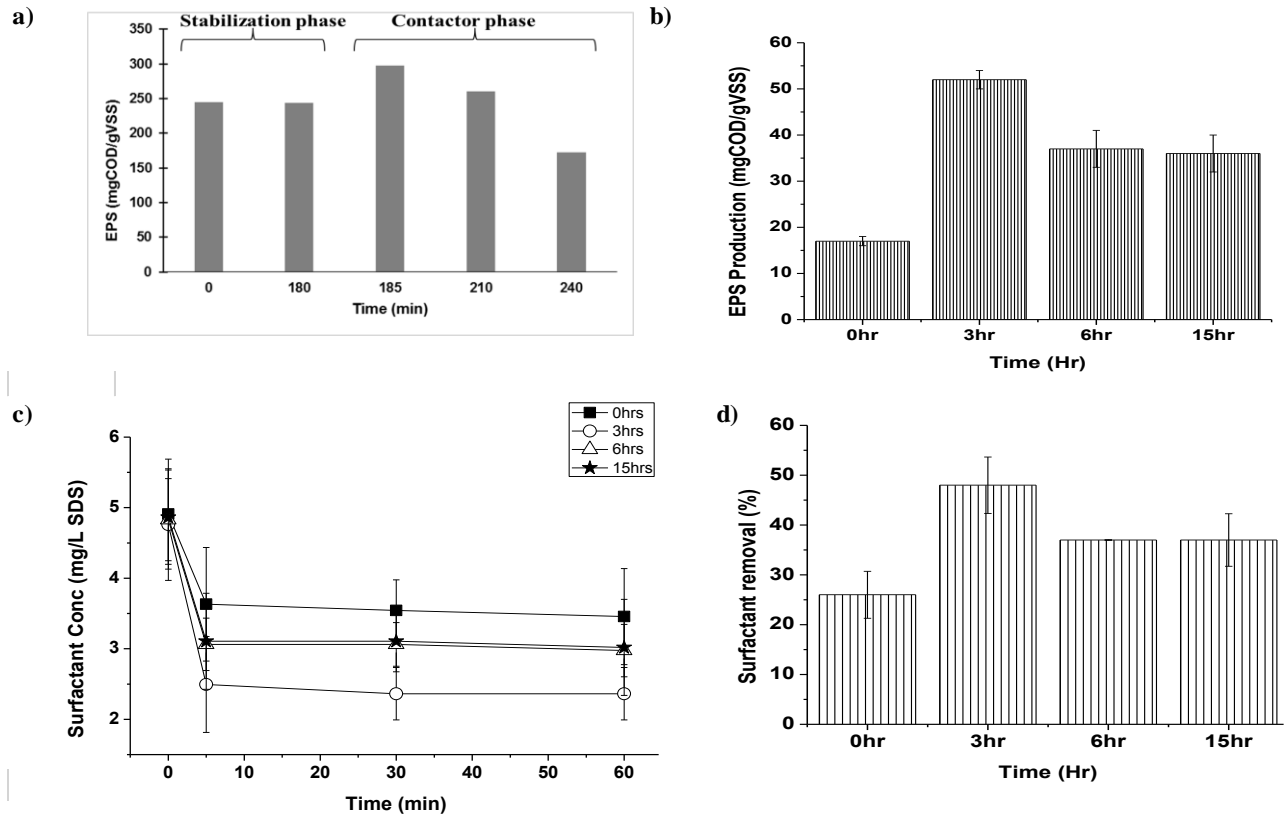 a)
Stabilization phase Contactor phase
350
300
250
200
150
100
50
0
EPS (mgCOD/gVSS)
0 180 185 210 240
Time (min)
b)
60
50
40
30
20
10
0
EPS Production (mgCOD/gVSS)
0hr 3hr 6hr 15hr
Time (Hr)
c)
0hrs
3hrs
6hrs
15hrs
6
5
4
3
2
Surfactant Conc (mg/L SDS)
0 10 20 30 40 50 60
Time (min)
d)
60
50
40
30
20
10
0
Surfactant removal (%)
0hr 3hr 6hr 15hr
Time (Hr)